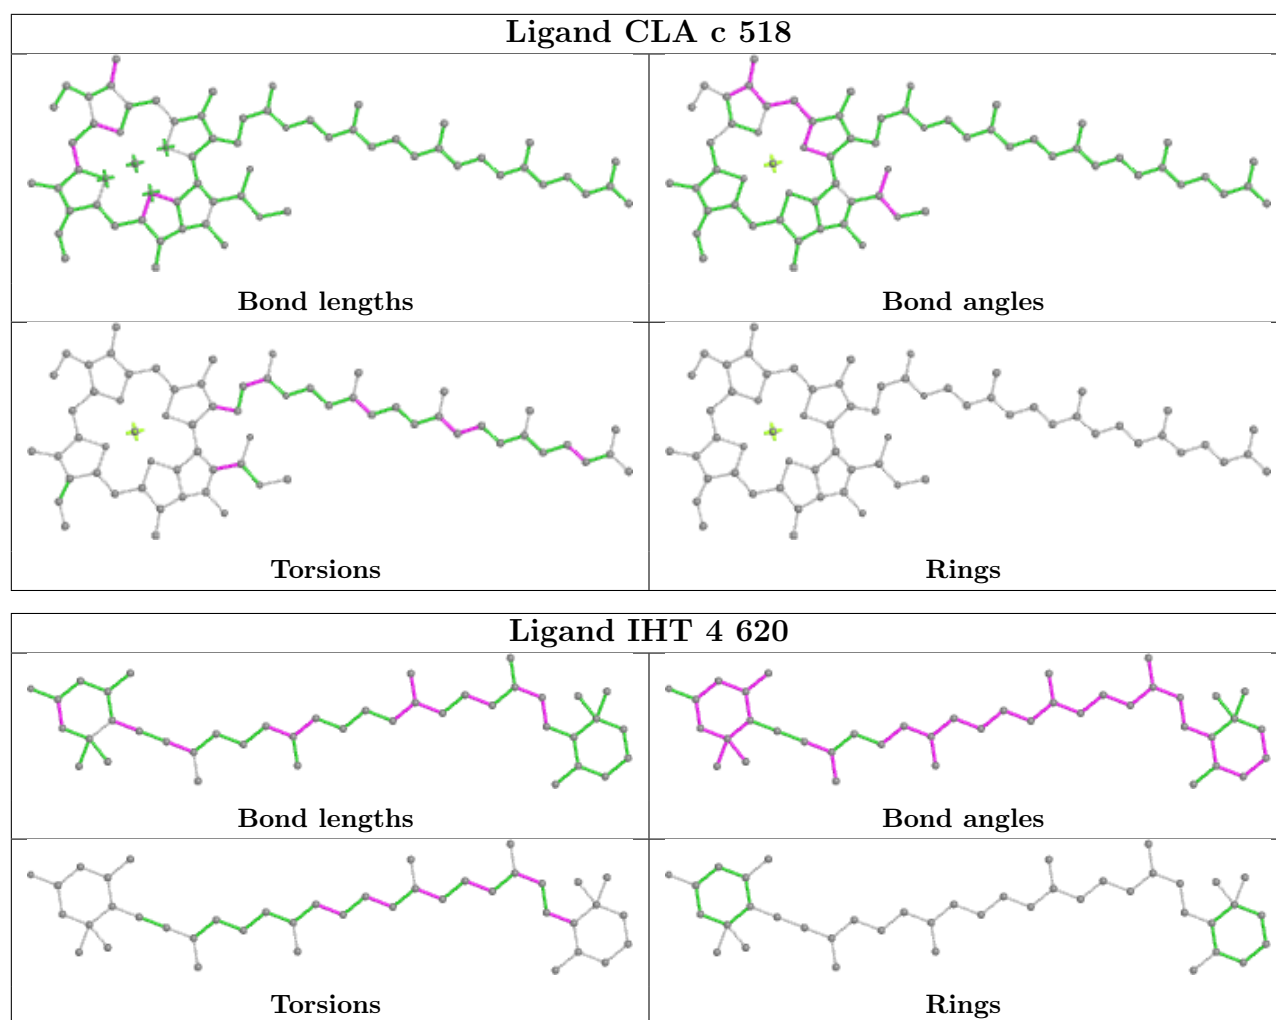 Ligand CLA c 518
Bond lengths
Bond angles
Torsions
Rings
Ligand IHT 4 620
Bond lengths
Bond angles
Torsions
Rings